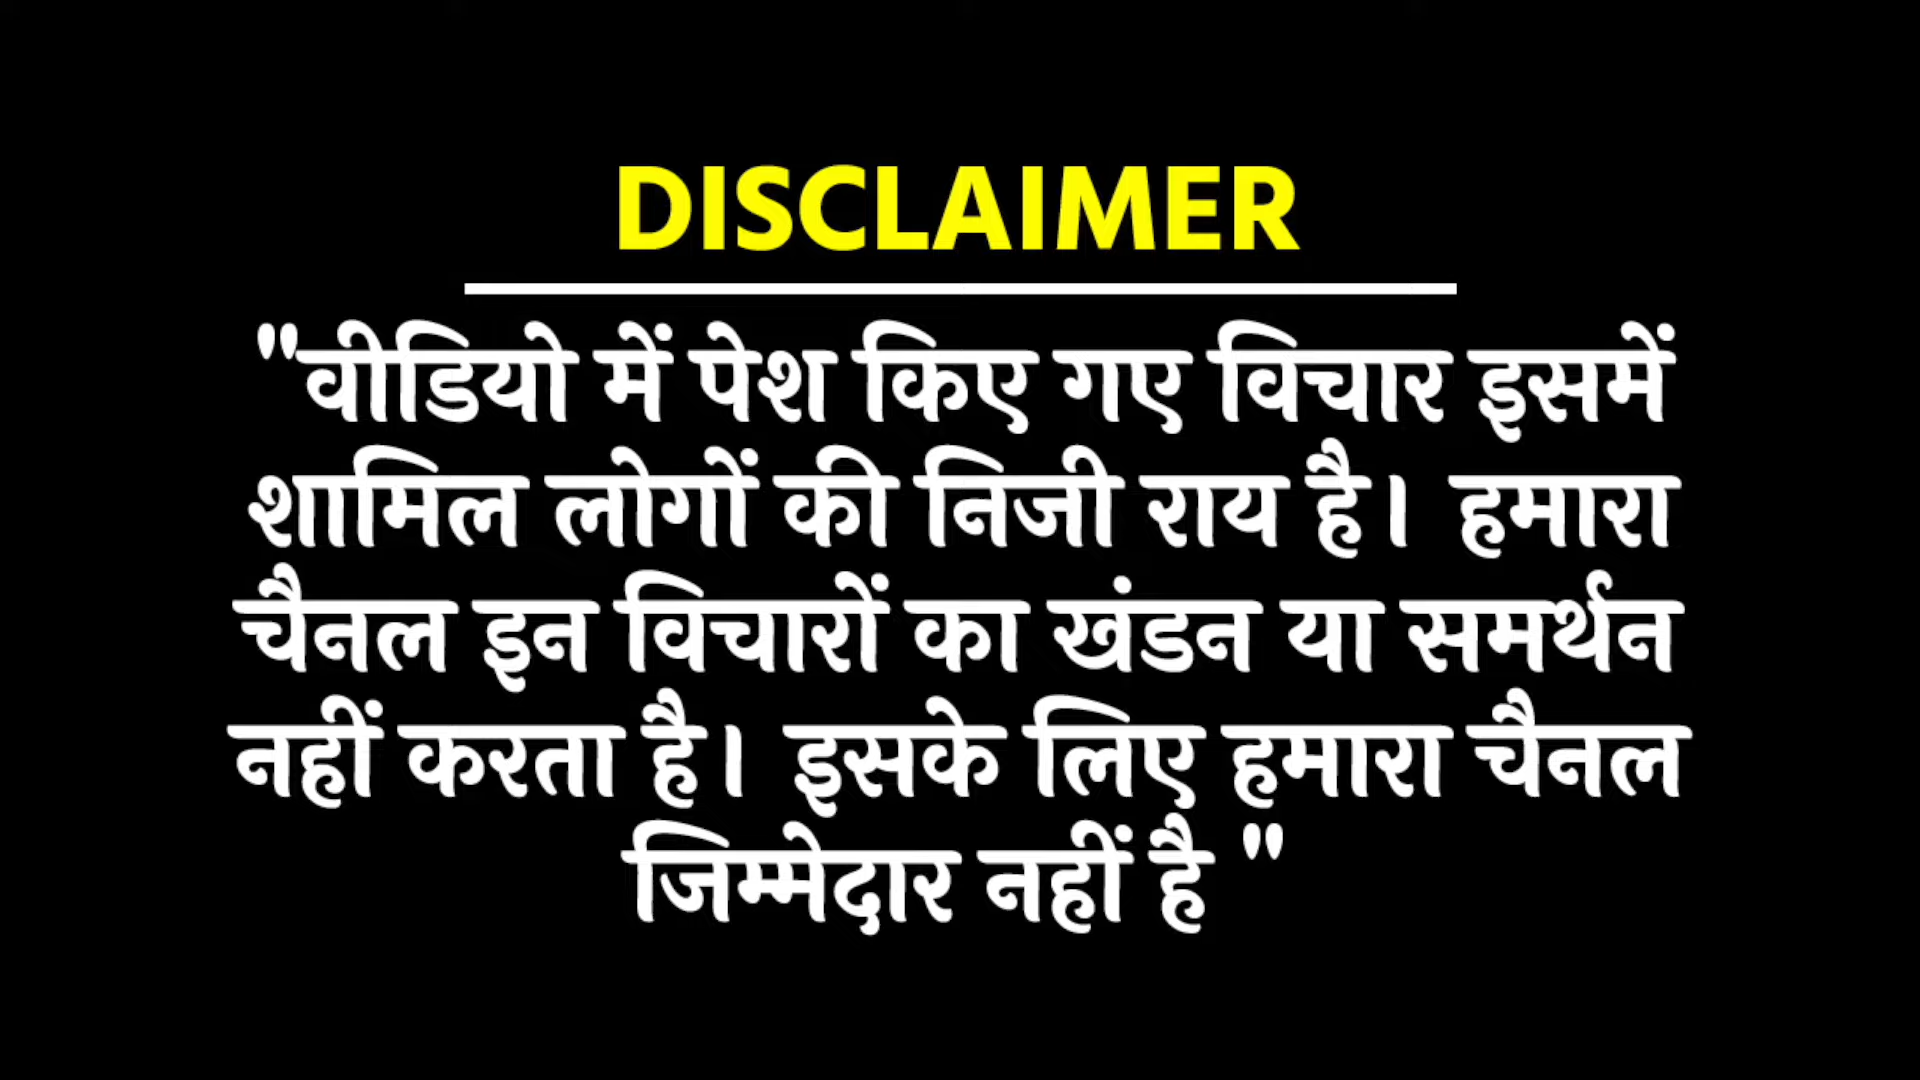 DISCLAIMER
"वीडियो में पेश किए गए विचार इसमें
शामिल लोगों की निजी राय है। हमारा
चैनल इन विचारों का खंडन या समर्थन
नहीं करता है। इसके लिए हमारा चैनल
जिम्मेदार नहीं है "